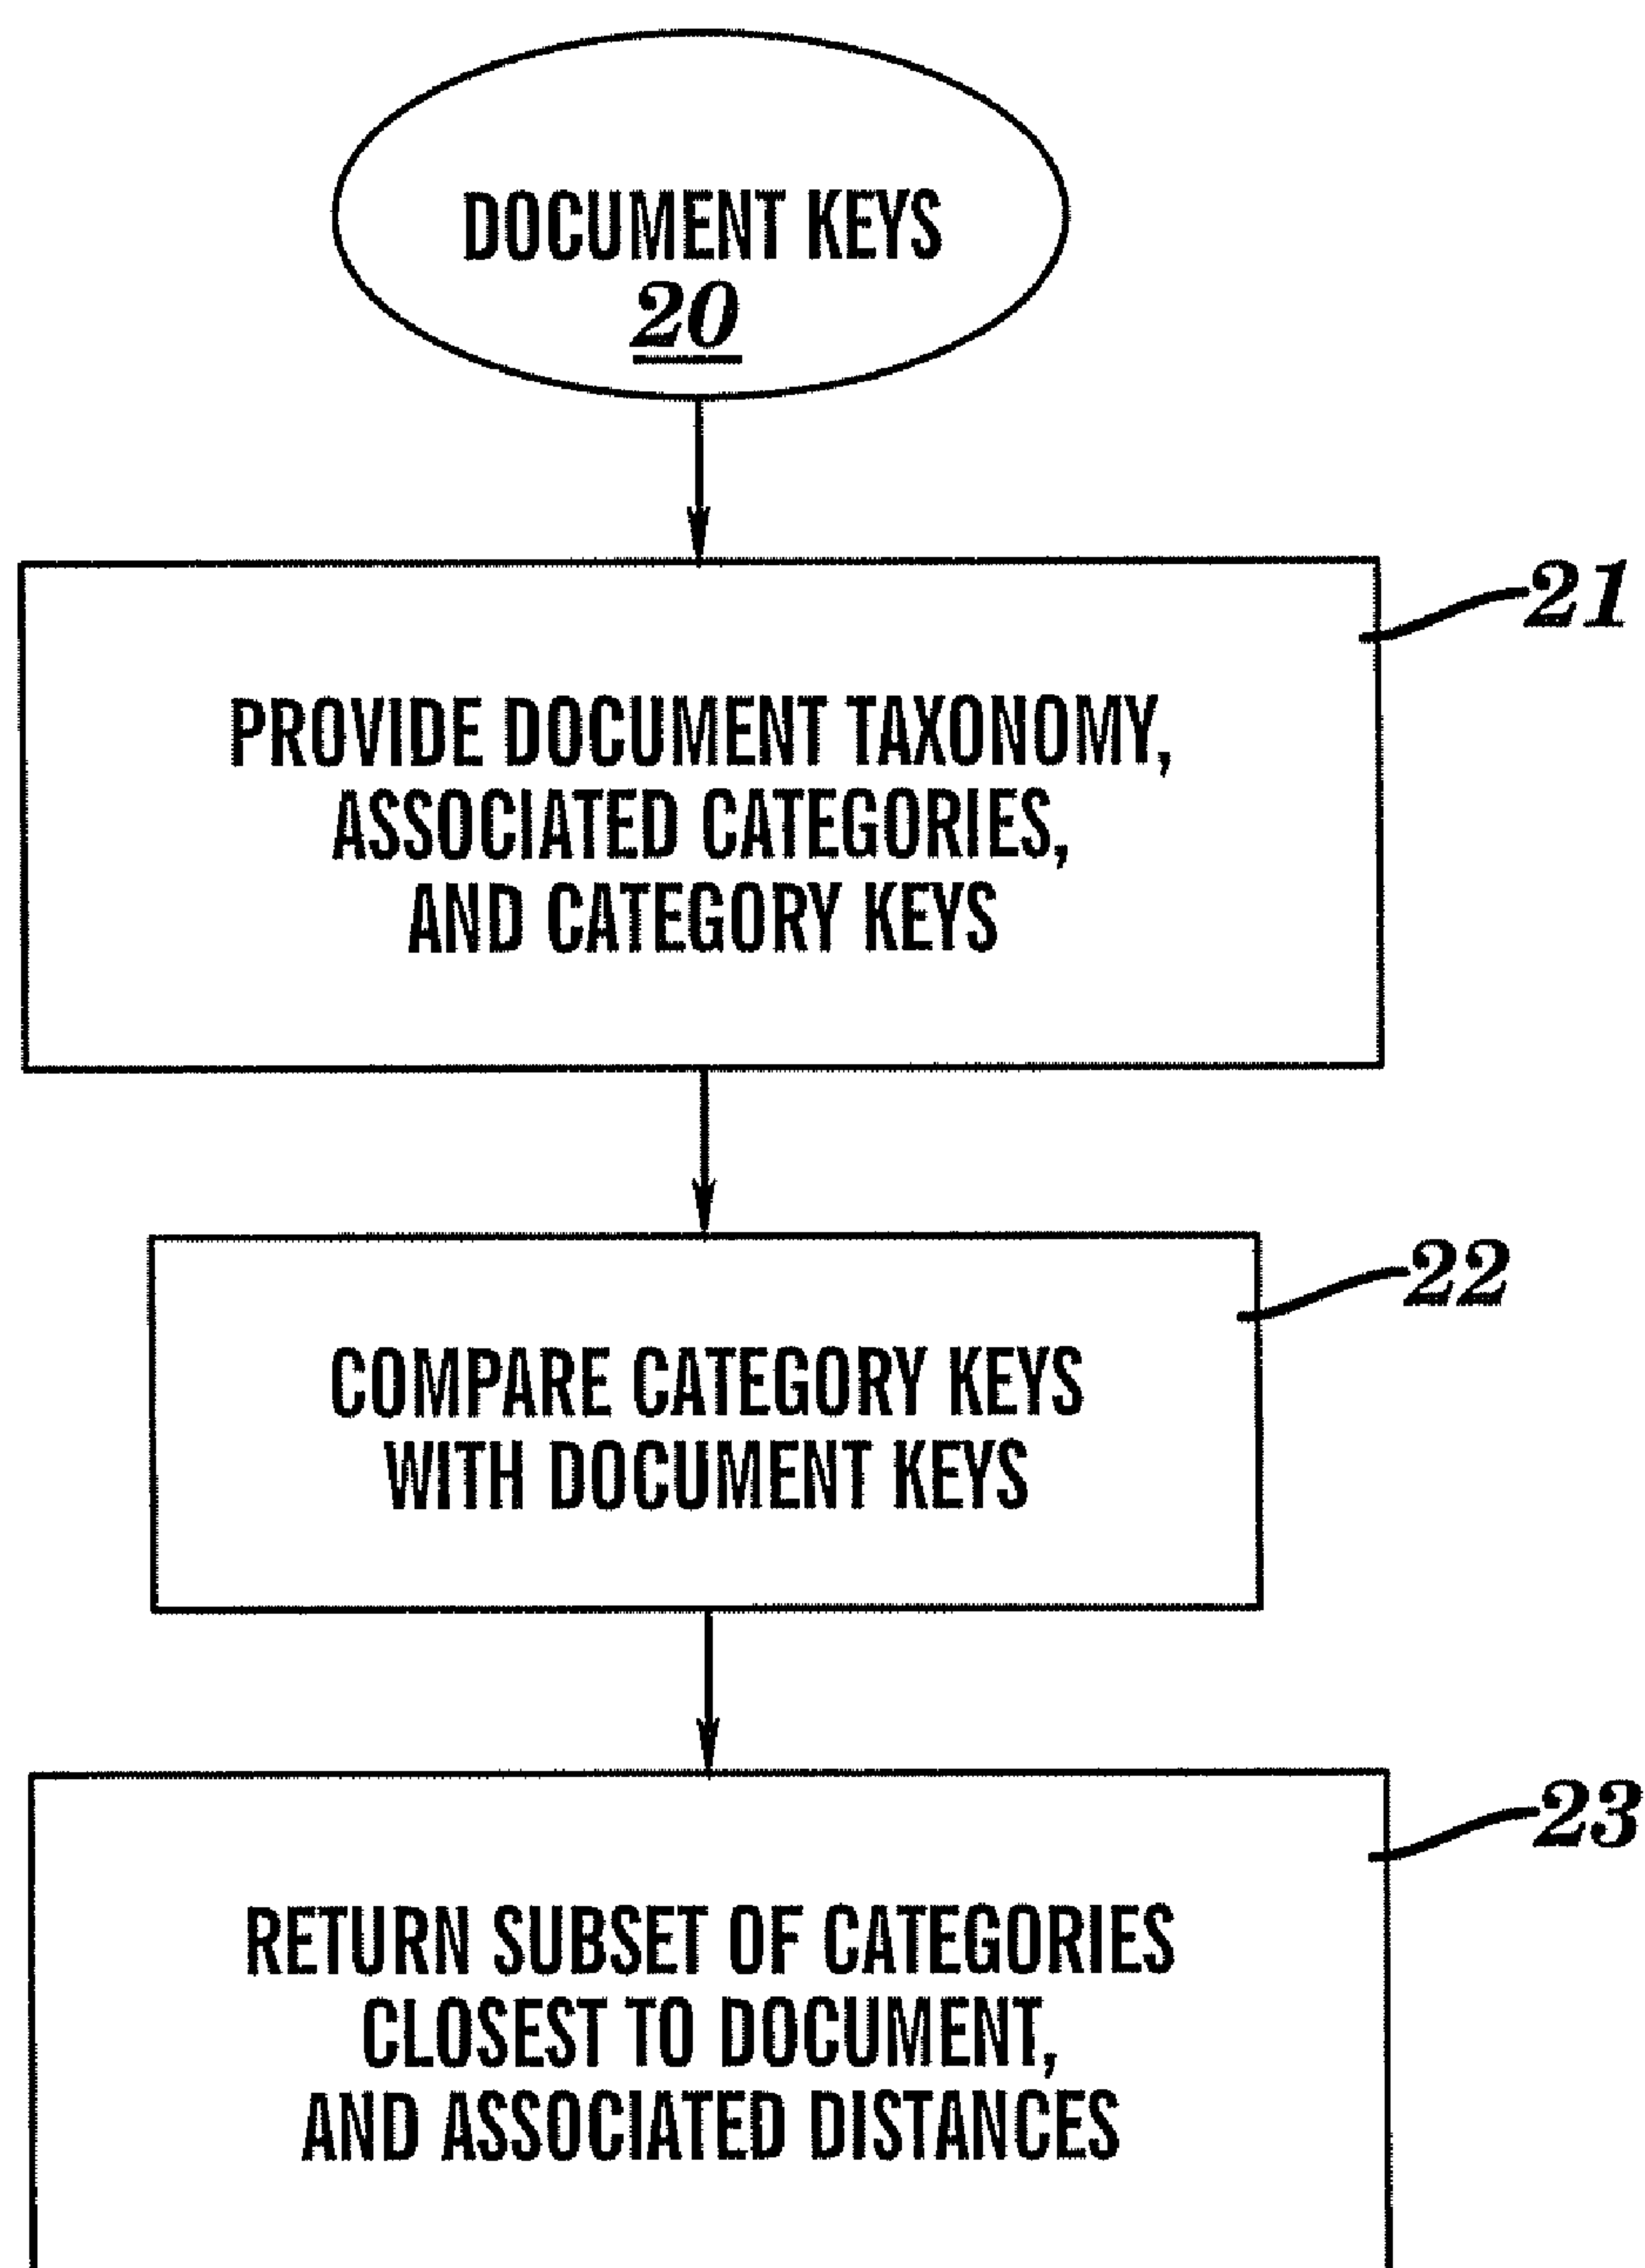 DOCUMENT KEYS
20
21
PROVIDE DOCUMENT TAXONOMY,
ASSOCIATED CATEGORIES,
AND CATEGORY KEYS
22
COMPARE CATEGORY KEYS
WITH DOCUMENT KEYS
23
RETURN SUBSET OF CATEGORIES
CLOSEST TO DOCUMENT,
AND ASSOCIATED DISTANCES